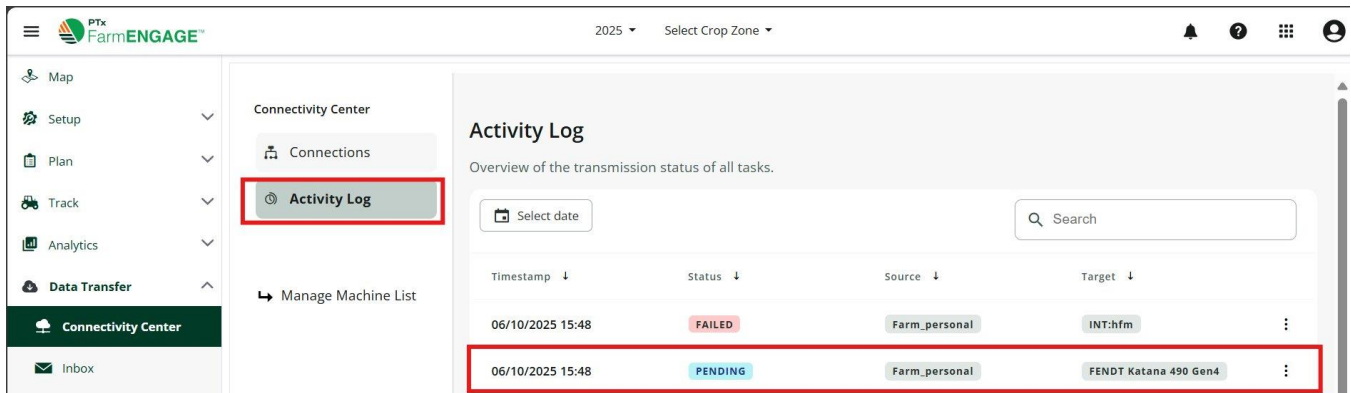 PTx
FarmENGAGE™
2025 Select Crop Zone
Map
Setup
Plan
Track
Analytics
Data Transfer
Connectivity Center
Inbox
Connectivity Center
Connections
Activity Log
Manage Machine List
Activity Log
Overview of the transmission status of all tasks.
Select date
Search
Timestamp ↓ Status ↓ Source ↓ Target ↓
06/10/2025 15:48 FAILED Farm_personal INT:hfm
06/10/2025 15:48 PENDING Farm_personal FENDT Katana 490 Gen4